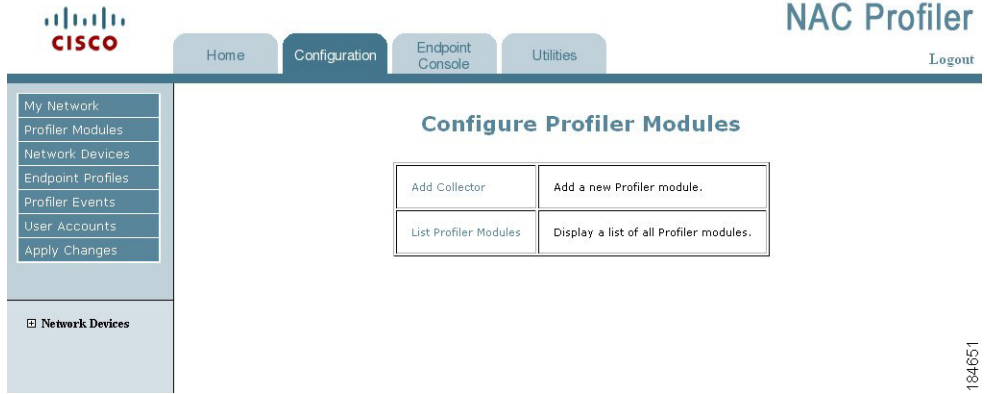 CISCO
NAC Profiler
Home
Configuration
Endpoint
Console
Utilities
Logout
My Network
Profiler Modules
Network Devices
Endpoint Profiles
Profiler Events
User Accounts
Apply Changes
Network Devices
Configure Profiler Modules
Add Collector
Add a new Profiler module.
List Profiler Modules
Display a list of all Profiler modules.
184651